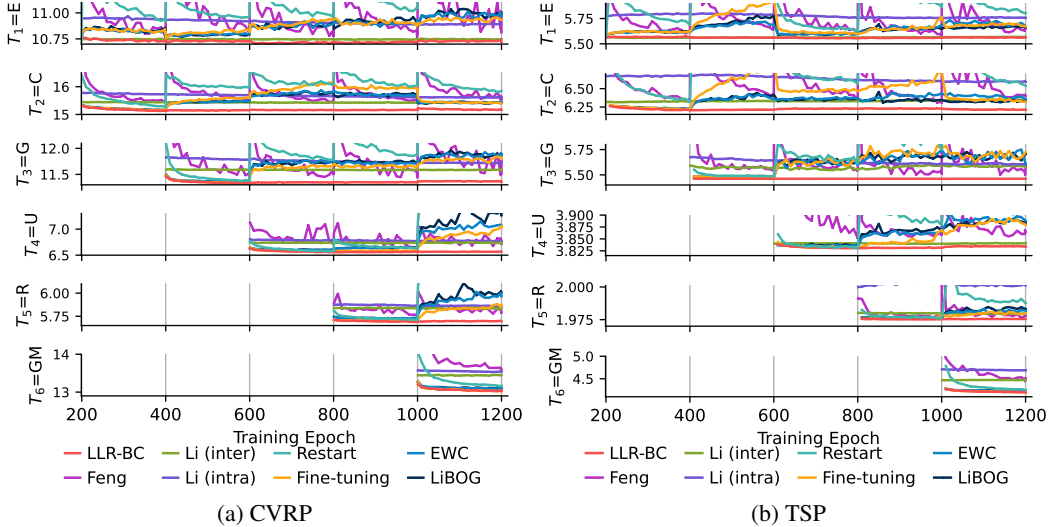 T1=E
11.00
10.75
T2=C
16
15
T3=G
12.0
11.5
T4=U
7.0
6.5
T5=R
6.00
5.75
T6=GM
14
13
200 400 600 800 1000 1200
Training Epoch
T1=E
5.75
5.50
T2=C
6.50
6.25
T3=G
5.75
5.50
T4=U
3.900
3.850
3.825
T5=R
2.000
1.975
T6=GM
5.0
4.5
200 400 600 800 1000 1200
Training Epoch
LLR-BC Li (inter) Restart EWC
Feng Li (intra) Fine-tuning LiBOG
LLR-BC Li (inter) Restart EWC
Feng Li (intra) Fine-tuning LiBOG
(a) CVRP
(b) TSP